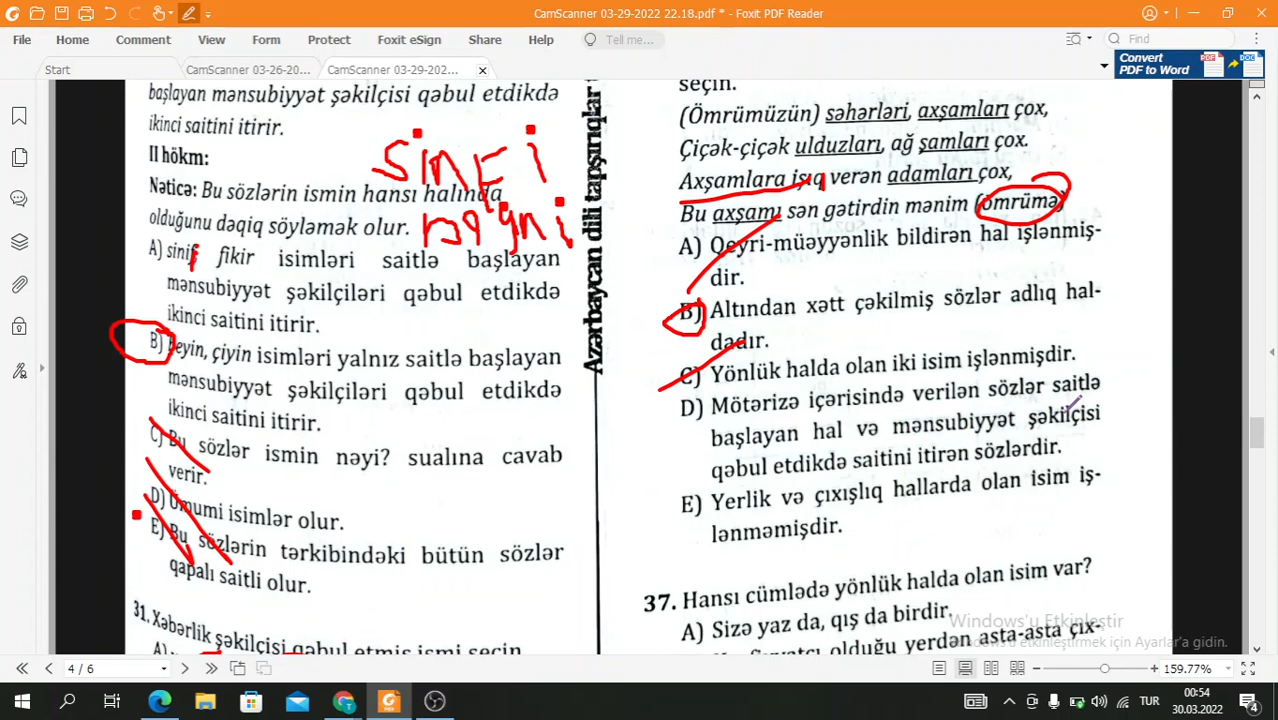 CamScanner 03-29-2022 22.18.pdf * - Foxit PDF Reader
File Home Comment View Form Protect Foxit eSign Share Help Tell me... Find
Start CamScanner 03-26-20... CamScanner 03-29-202...
Convert
PDF to Word
başlayan mənsubiyyət şəkilçisi qəbul etdikdə
ikinci saitini itirir.
II hökm:
Nəticə: Bu sözlərin ismin hansı halında
olduğunu dəqiq söyləmək olur.
A) sinif fikir isimləri saitlə başlayan
mənsubiyyət şəkilçiləri qəbul etdikdə
ikinci saitini itirir.
B) beyin, çiyin isimləri yalnız saitlə başlayan
mənsubiyyət şəkilçiləri qəbul etdikdə
ikinci saitini itirir.
C) Bu sözlər ismin nəyi? sualına cavab
verir.
D) Ümumi isimlər olur.
E) Bu sözlərin tərkibindəki bütün sözlər
qapalı saitli olur.
31. Xəbərlik şəkilçisi qəbul etmiş ismi seçin.
Azərbaycan dili tapşırıqlar
seçin.
(Ömrümüzün) səhərləri, axşamları çox,
Çiçək-çiçək ulduzları, ağ şamları çox.
Axşamlara işıq verən adamları çox,
Bu axşamı sən gətirdin mənim (ömrümə)
A) Qeyri-müəyyənlik bildirən hal işlənmiş-
dir.
B) Altından xətt çəkilmiş sözlər adlıq hal-
dadır.
C) Yönlük halda olan iki isim işlənmişdir.
D) Mötərizə içərisində verilən sözlər saitlə
başlayan hal və mənsubiyyət şəkilçisi
qəbul etdikdə saitini itirən sözlərdir.
E) Yerlik və çıxışlıq hallarda olan isim iş-
lənməmişdir.
37. Hansı cümlədə yönlük halda olan isim var?
A) Sizə yaz da, qış da birdir.
olduğu yerdən asta-asta çıx-
Windows'u Etkinleştir
Windows'u etkinleştirmek için Ayarlar'a gidin.
4 / 6
159.77%
TUR
00:54
30.03.2022
4